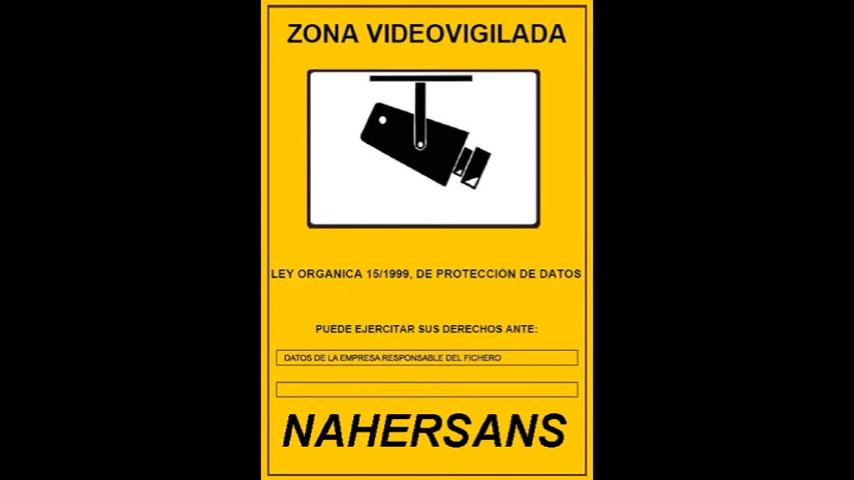 ZONA VIDEOVIGILADA
LEY ORGANICA 15/1999, DE PROTECCIÓN DE DATOS
PUEDE EJERCITAR SUS DERECHOS ANTE:
DATOS DE LA EMPRESA RESPONSABLE DEL FICHERO
NAHERSANS